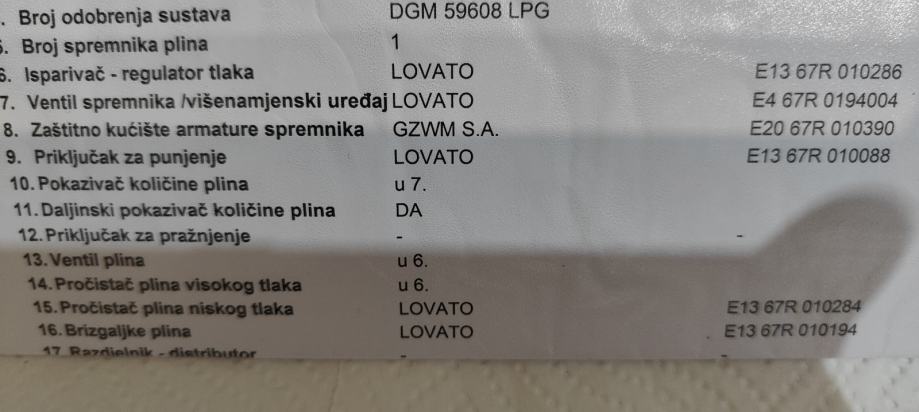 . Broj odobrenja sustava DGM 59608 LPG
5. Broj spremnika plina 1
6. Isparivač - regulator tlaka LOVATO E13 67R 010286
7. Ventil spremnika /višenamjenski uređaj LOVATO E4 67R 0194004
8. Zaštitno kućište armature spremnika GZWM S.A. E20 67R 010390
9. Priključak za punjenje LOVATO E13 67R 010088
10. Pokazivač količine plina u 7.
11. Daljinski pokazivač količine plina DA
12. Priključak za pražnjenje - -
13. Ventil plina u 6.
14. Pročistač plina visokog tlaka u 6.
15. Pročistač plina niskog tlaka LOVATO E13 67R 010284
16. Brizgaljke plina LOVATO E13 67R 010194
17. Razdjelnik - distributor - -